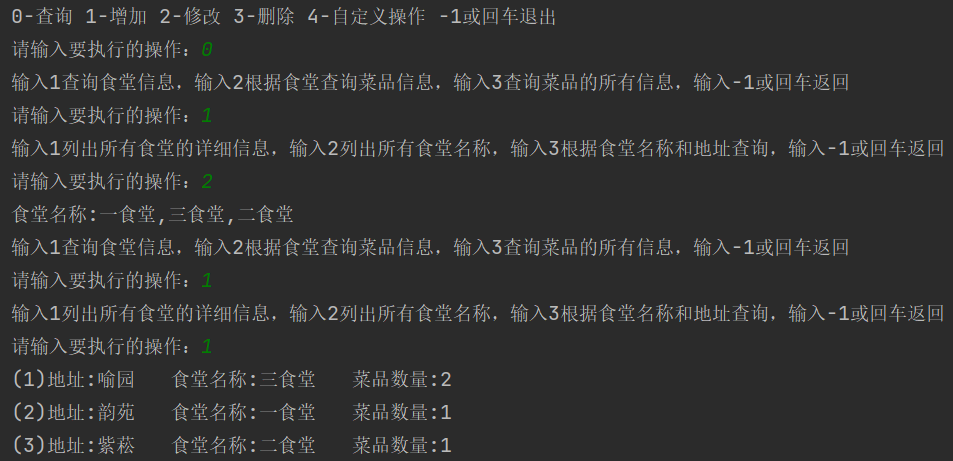 0-查询 1-增加 2-修改 3-删除 4-自定义操作 -1或回车退出
请输入要执行的操作：0
输入1查询食堂信息，输入2根据食堂查询菜品信息，输入3查询菜品的所有信息，输入-1或回车返回
请输入要执行的操作：1
输入1列出所有食堂的详细信息，输入2列出所有食堂名称，输入3根据食堂名称和地址查询，输入-1或回车返回
请输入要执行的操作：2
食堂名称:一食堂,三食堂,二食堂
输入1查询食堂信息，输入2根据食堂查询菜品信息，输入3查询菜品的所有信息，输入-1或回车返回
请输入要执行的操作：1
输入1列出所有食堂的详细信息，输入2列出所有食堂名称，输入3根据食堂名称和地址查询，输入-1或回车返回
请输入要执行的操作：1
(1)地址:喻园 食堂名称:三食堂 菜品数量:2
(2)地址:韵苑 食堂名称:一食堂 菜品数量:1
(3)地址:紫菘 食堂名称:二食堂 菜品数量:1